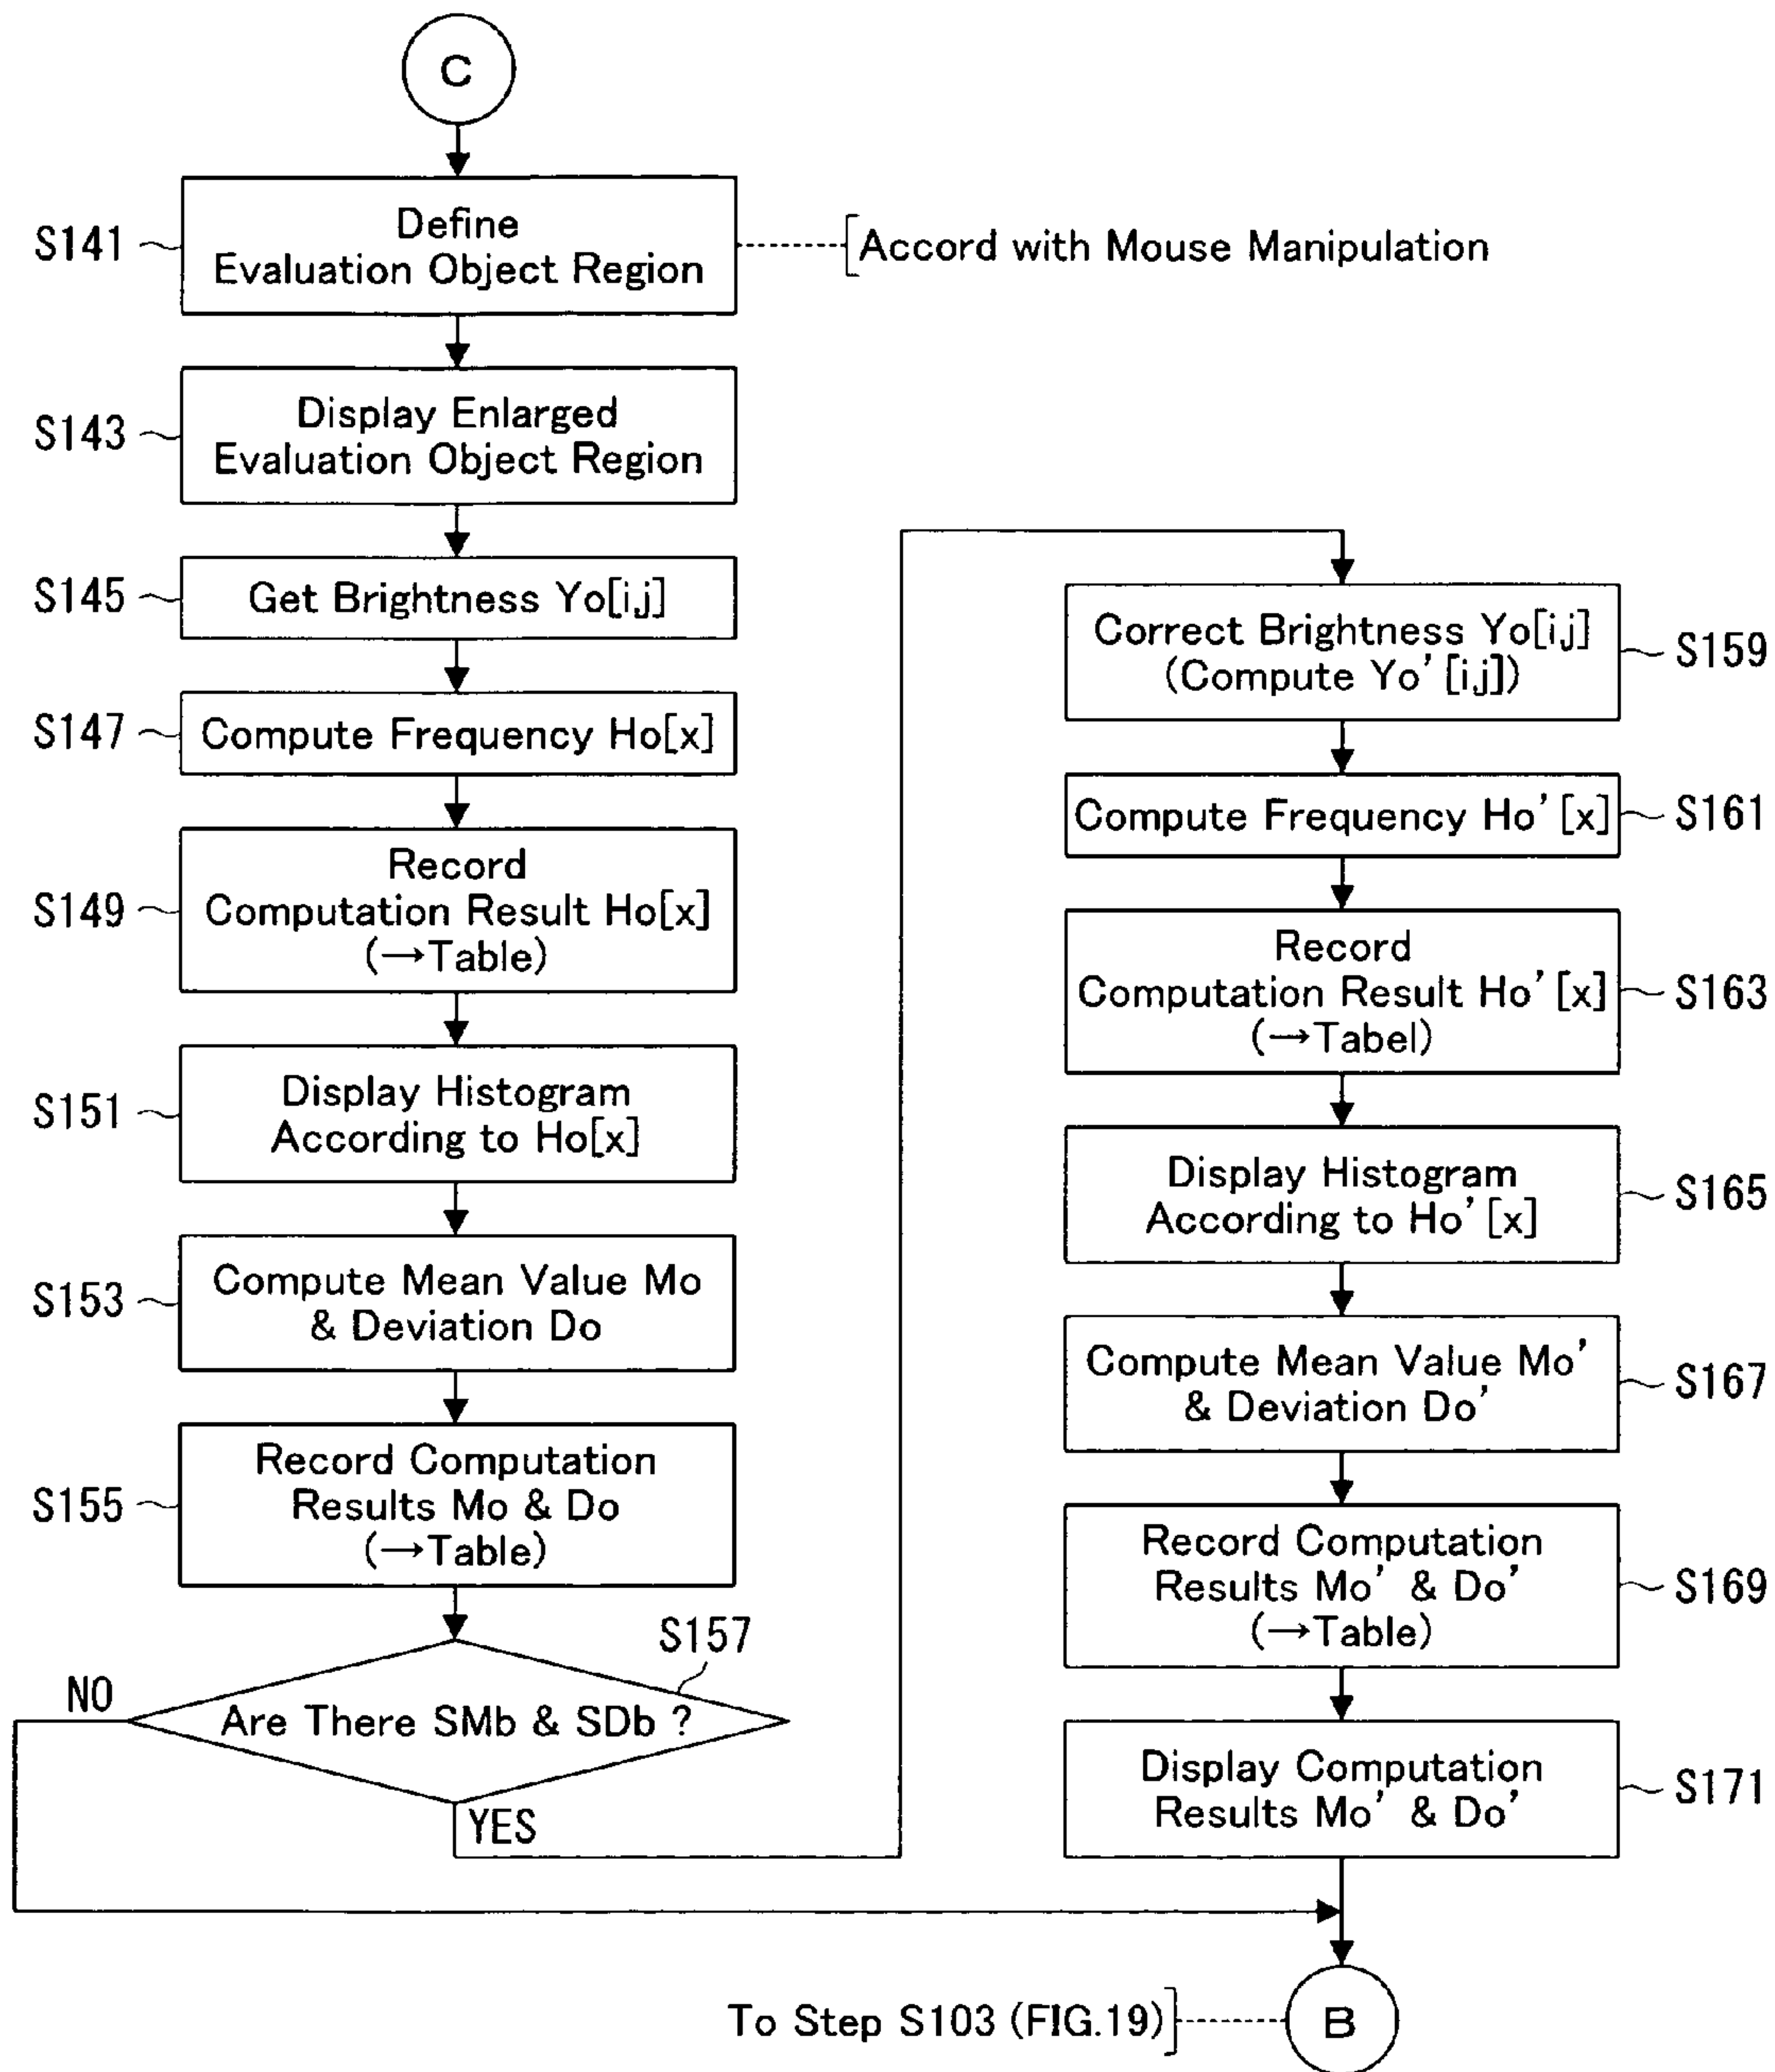 C
S141
Define
Evaluation Object Region
Accord with Mouse Manipulation
S143
Display Enlarged
Evaluation Object Region
S145
Get Brightness Yo[i,j]
S147
Compute Frequency Ho[x]
S149
Record
Computation Result Ho[x]
(→Table)
S151
Display Histogram
According to Ho[x]
S153
Compute Mean Value Mo
& Deviation Do
S155
Record Computation
Results Mo & Do
(→Table)
S157
Are There SMb & SDb ?
NO
YES
Correct Brightness Yo[i,j]
(Compute Yo' [i,j])
S159
Compute Frequency Ho' [x]
S161
Record
Computation Result Ho' [x]
(→Tabel)
S163
Display Histogram
According to Ho' [x]
S165
Compute Mean Value Mo'
& Deviation Do'
S167
Record Computation
Results Mo' & Do'
(→Table)
S169
Display Computation
Results Mo' & Do'
S171
To Step S103 (FIG.19)
B